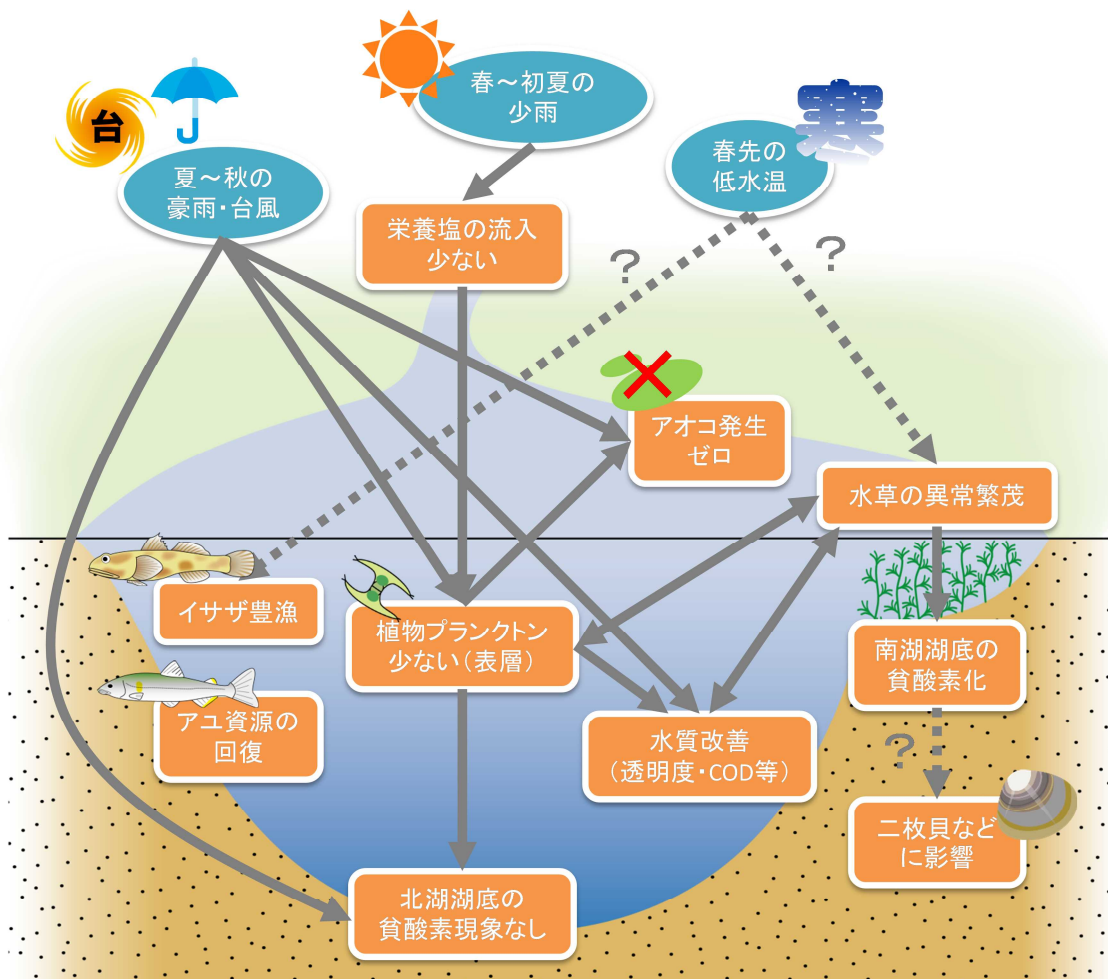 春～初夏の
少雨
寒
台
春先の
低水温
夏～秋の
豪雨・台風
栄養塩の流入
少ない
?
?
アオコ発生
ゼロ
水草の異常繁茂
イサザ豊漁
植物プランクトン
少ない（表層）
南湖湖底の
貧酸素化
アユ資源の
回復
水質改善
（透明度・COD等）
?
二枚貝など
に影響
北湖湖底の
貧酸素現象なし